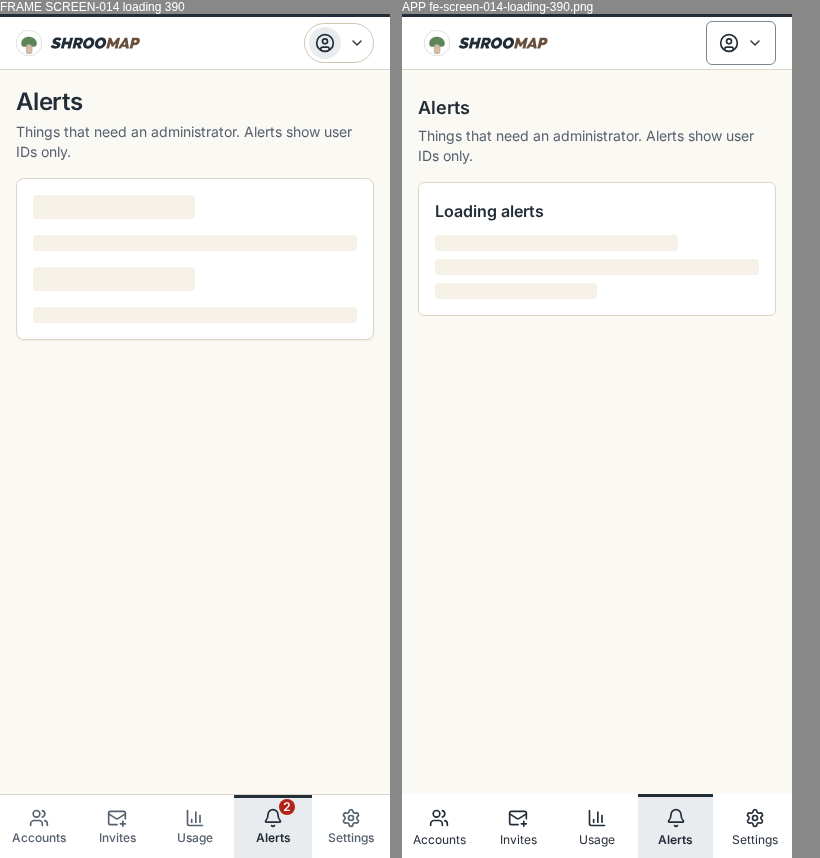 FRAME SCREEN-014 loading 390
SHROOMAP
Alerts
Things that need an administrator. Alerts show user
IDs only.
2
Accounts
Invites
Usage
Alerts
Settings
APP fe-screen-014-loading-390.png
SHROOMAP
Alerts
Things that need an administrator. Alerts show user
IDs only.
Loading alerts
Accounts
Invites
Usage
Alerts
Settings